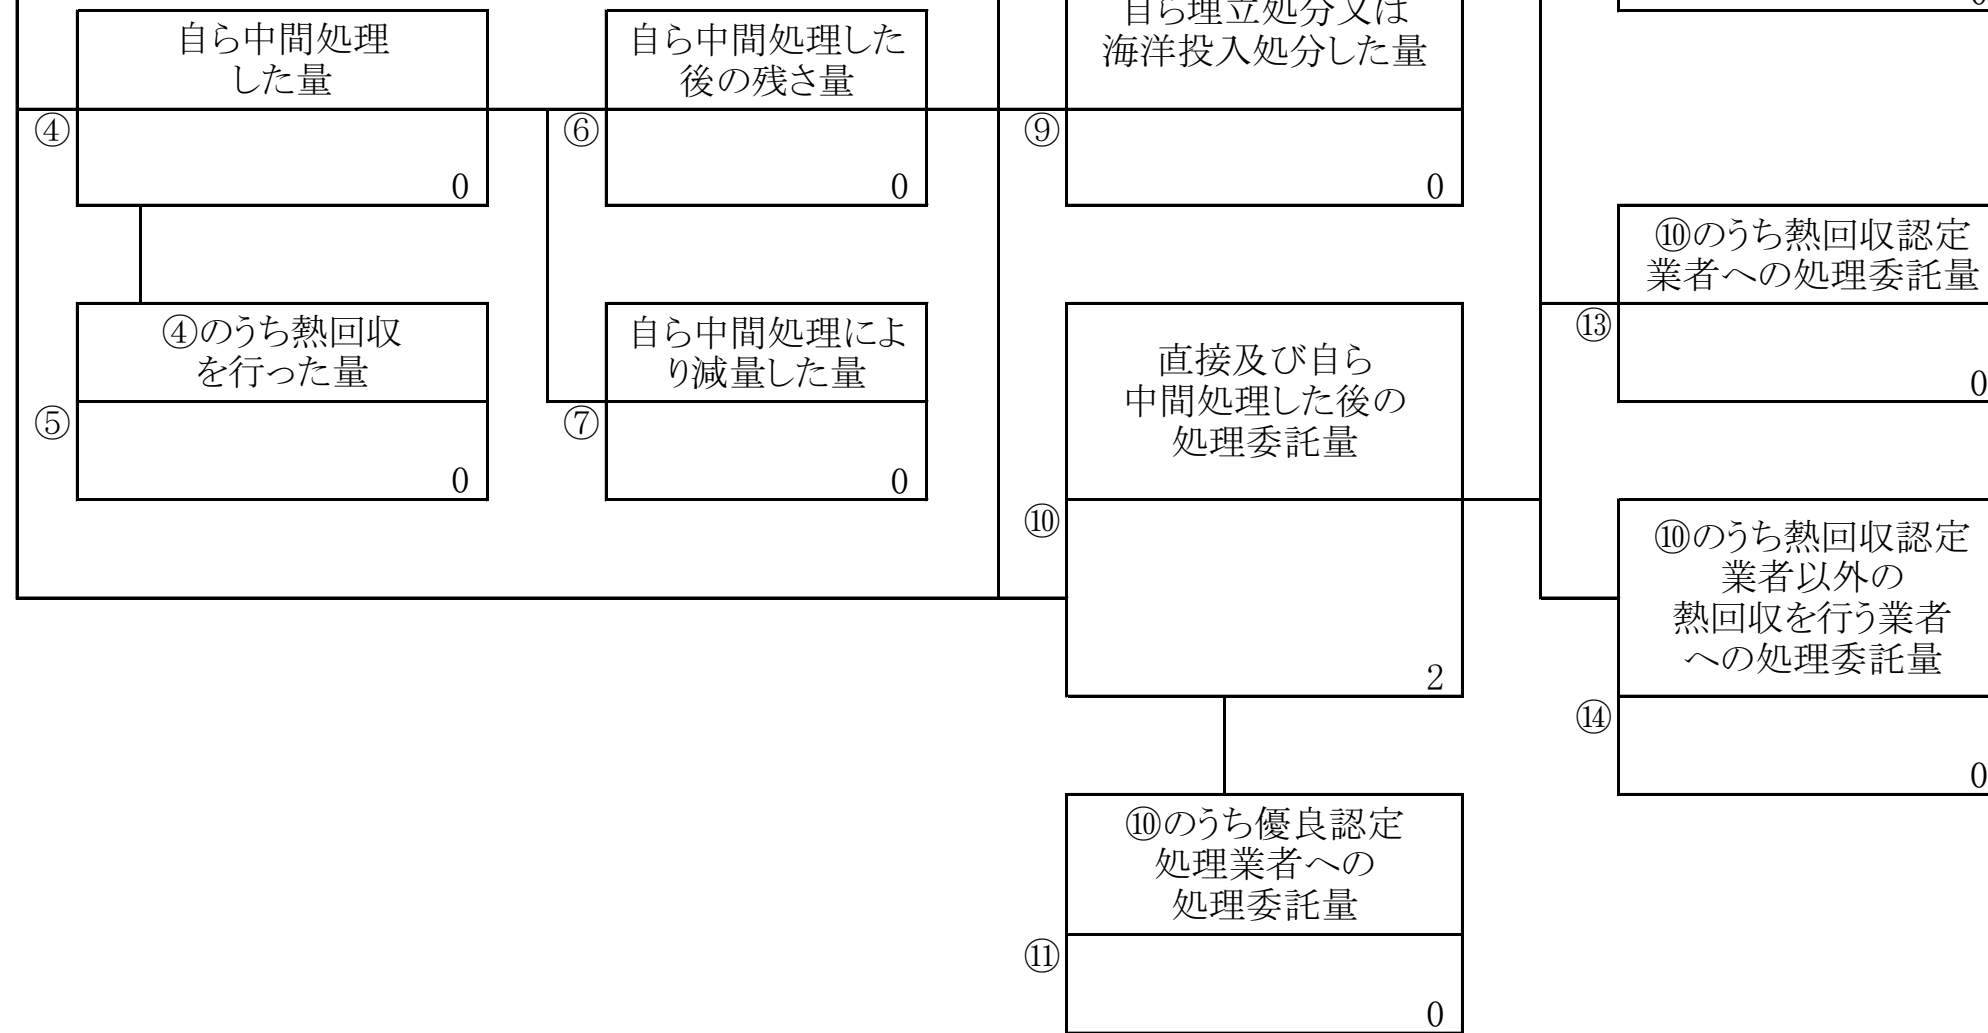 自ら中間処理
した量
④
0
④のうち熱回収
を行った量
⑤
0
自ら中間処理した
後の残さ量
⑥
0
自ら中間処理によ
り減量した量
⑦
0
自ら埋立処分又は
海洋投入処分した量
⑨
0
直接及び自ら
中間処理した後の
処理委託量
⑩
2
⑩のうち優良認定
処理業者への
処理委託量
⑪
0
0
⑩のうち熱回収認定
業者への処理委託量
⑬
0
⑩のうち熱回収認定
業者以外の
熱回収を行う業者
への処理委託量
⑭
0